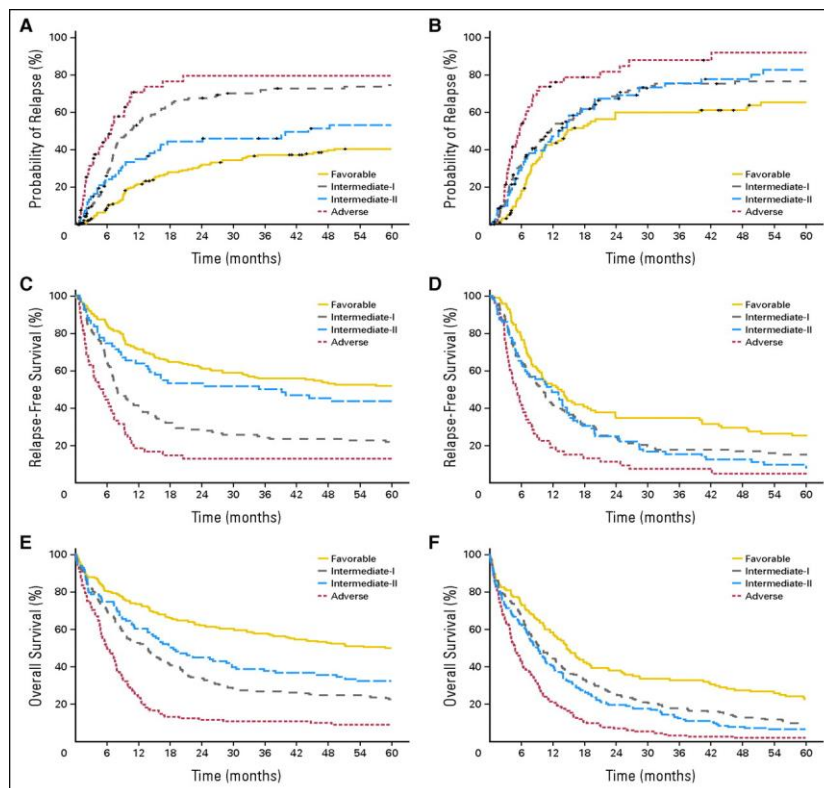 A
100
80
60
40
20
0
6
12
18
24
30
36
42
48
54
60
Probability of Relapse (%)
Time (months)
Favorable
Intermediate-I
Intermediate-II
Adverse
B
100
80
60
40
20
0
6
12
18
24
30
36
42
48
54
60
Probability of Relapse (%)
Time (months)
Favorable
Intermediate-I
Intermediate-II
Adverse
C
100
80
60
40
20
0
6
12
18
24
30
36
42
48
54
60
Relapse-Free Survival (%)
Time (months)
Favorable
Intermediate-I
Intermediate-II
Adverse
D
100
80
60
40
20
0
6
12
18
24
30
36
42
48
54
60
Relapse-Free Survival (%)
Time (months)
Favorable
Intermediate-I
Intermediate-II
Adverse
E
100
80
60
40
20
0
6
12
18
24
30
36
42
48
54
60
Overall Survival (%)
Time (months)
Favorable
Intermediate-I
Intermediate-II
Adverse
F
100
80
60
40
20
0
6
12
18
24
30
36
42
48
54
60
Overall Survival (%)
Time (months)
Favorable
Intermediate-I
Intermediate-II
Adverse